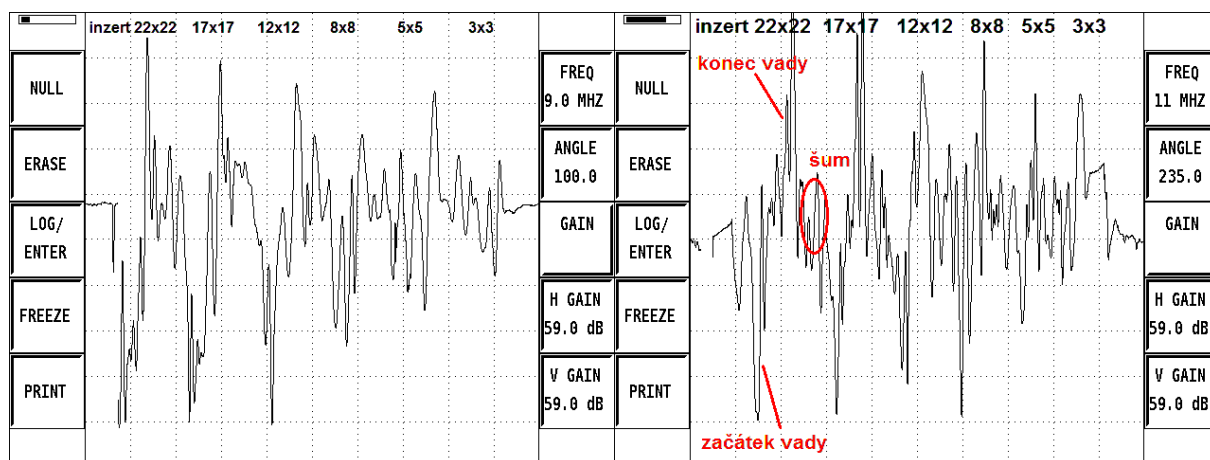 inzert 22x22 17x17 12x12 8x8 5x5 3x3
NULL
ERASE
LOG/
ENTER
FREEZE
PRINT
FREQ
9.0 MHZ
ANGLE
100.0
GAIN
H GAIN
59.0 dB
V GAIN
59.0 dB
inzert 22x22 17x17 12x12 8x8 5x5 3x3
konec vady
šum
začátek vady
NULL
ERASE
LOG/
ENTER
FREEZE
PRINT
FREQ
11 MHZ
ANGLE
235.0
GAIN
H GAIN
59.0 dB
V GAIN
59.0 dB